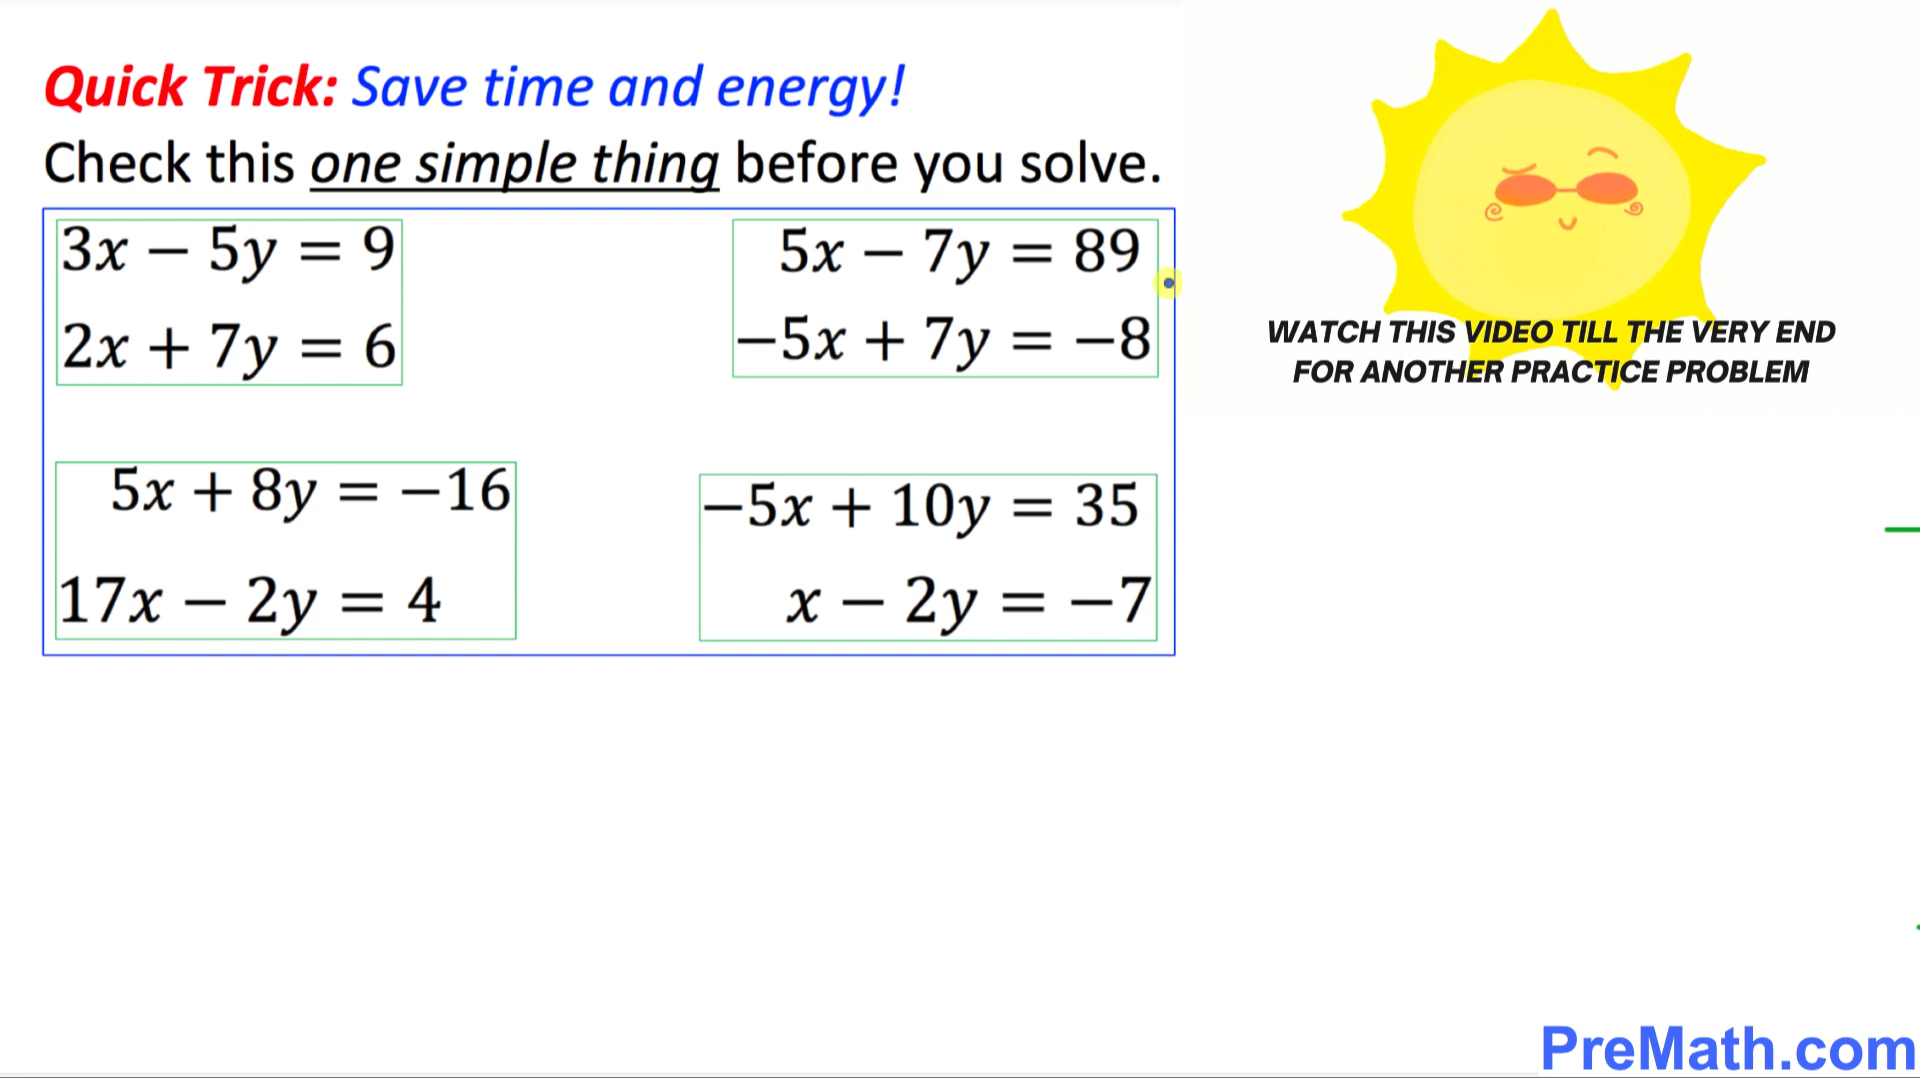 Quick Trick: Save time and energy!
Check this one simple thing before you solve.
3x − 5y = 9
2x + 7y = 6
5x − 7y = 89
−5x + 7y = −8
5x + 8y = −16
17x − 2y = 4
−5x + 10y = 35
x − 2y = −7
WATCH THIS VIDEO TILL THE VERY END
FOR ANOTHER PRACTICE PROBLEM
PreMath.com